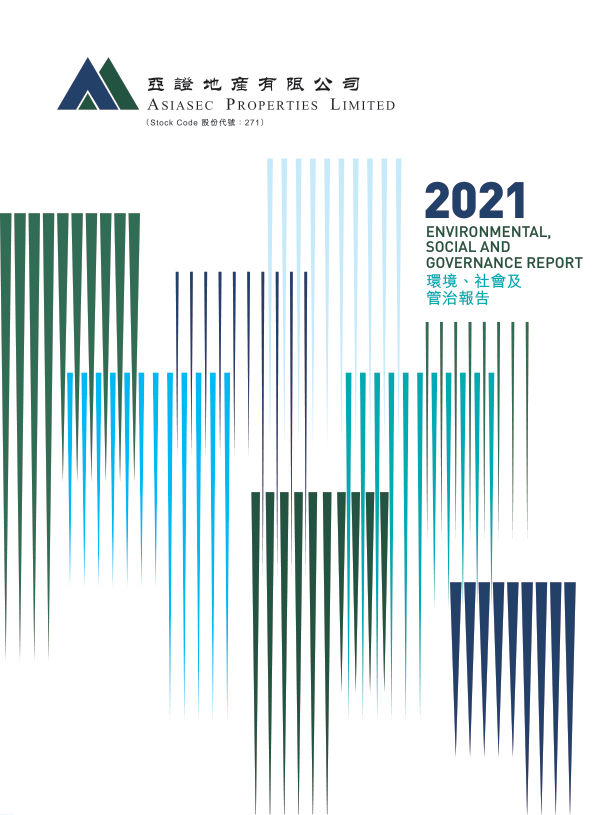 亞證地產有限公司
ASIASEC PROPERTIES LIMITED
(Stock Code 股份代號：271)
2021
ENVIRONMENTAL,
SOCIAL AND
GOVERNANCE REPORT
環境、社會及
管治報告